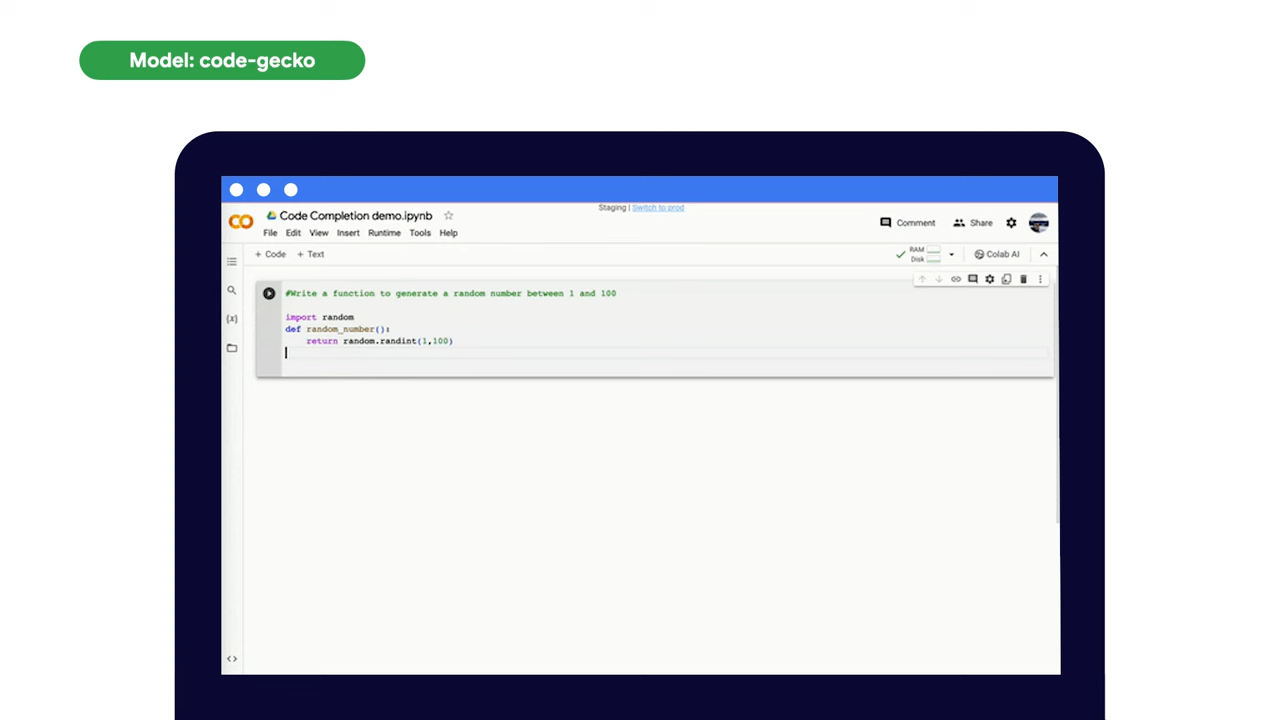 Model: code-gecko
Staging | Switch to prod
CO Code Completion demo.ipynb
File Edit View Insert Runtime Tools Help
Comment Share
+ Code + Text
RAM
Disk
Colab AI
{x}
#Write a function to generate a random number between 1 and 100
import random
def random_number():
return random.randint(1,100)
<>